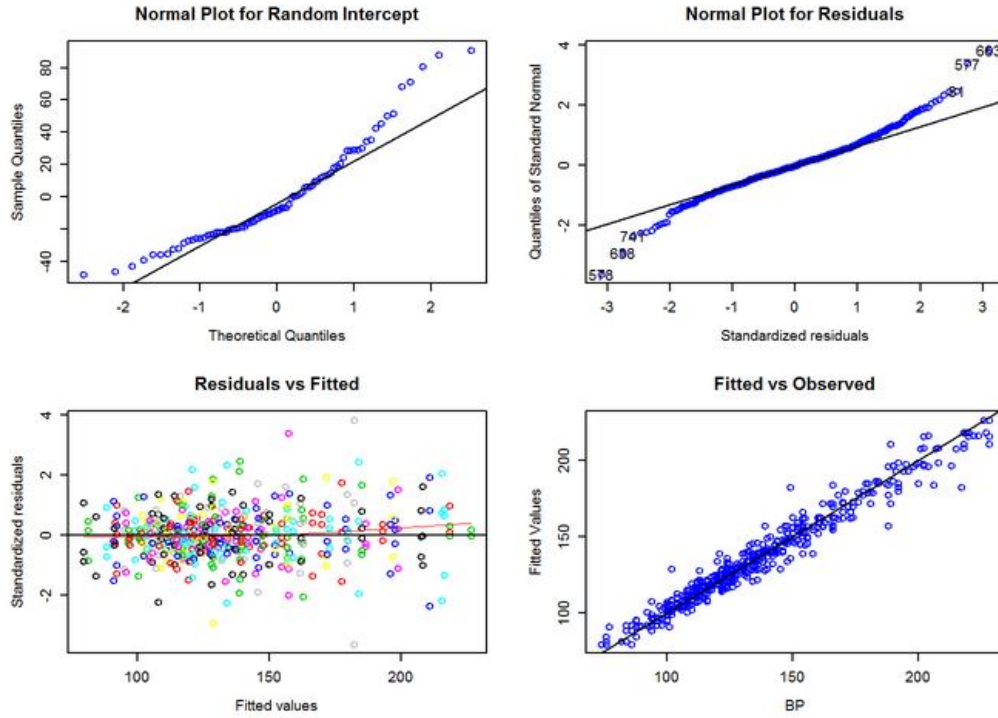 Normal Plot for Random Intercept
Sample Quantiles
-40 0 20 40 60 80
-2 -1 0 1 2
Theoretical Quantiles
Normal Plot for Residuals
Quantiles of Standard Normal
-2 0 2 4
577
81
741
578
-3 -2 -1 0 1 2 3
Standardized residuals
Residuals vs Fitted
Standardized residuals
-2 0 2 4
100 150 200
Fitted values
Fitted vs Observed
Fitted Values
100 150 200
100 150 200
BP